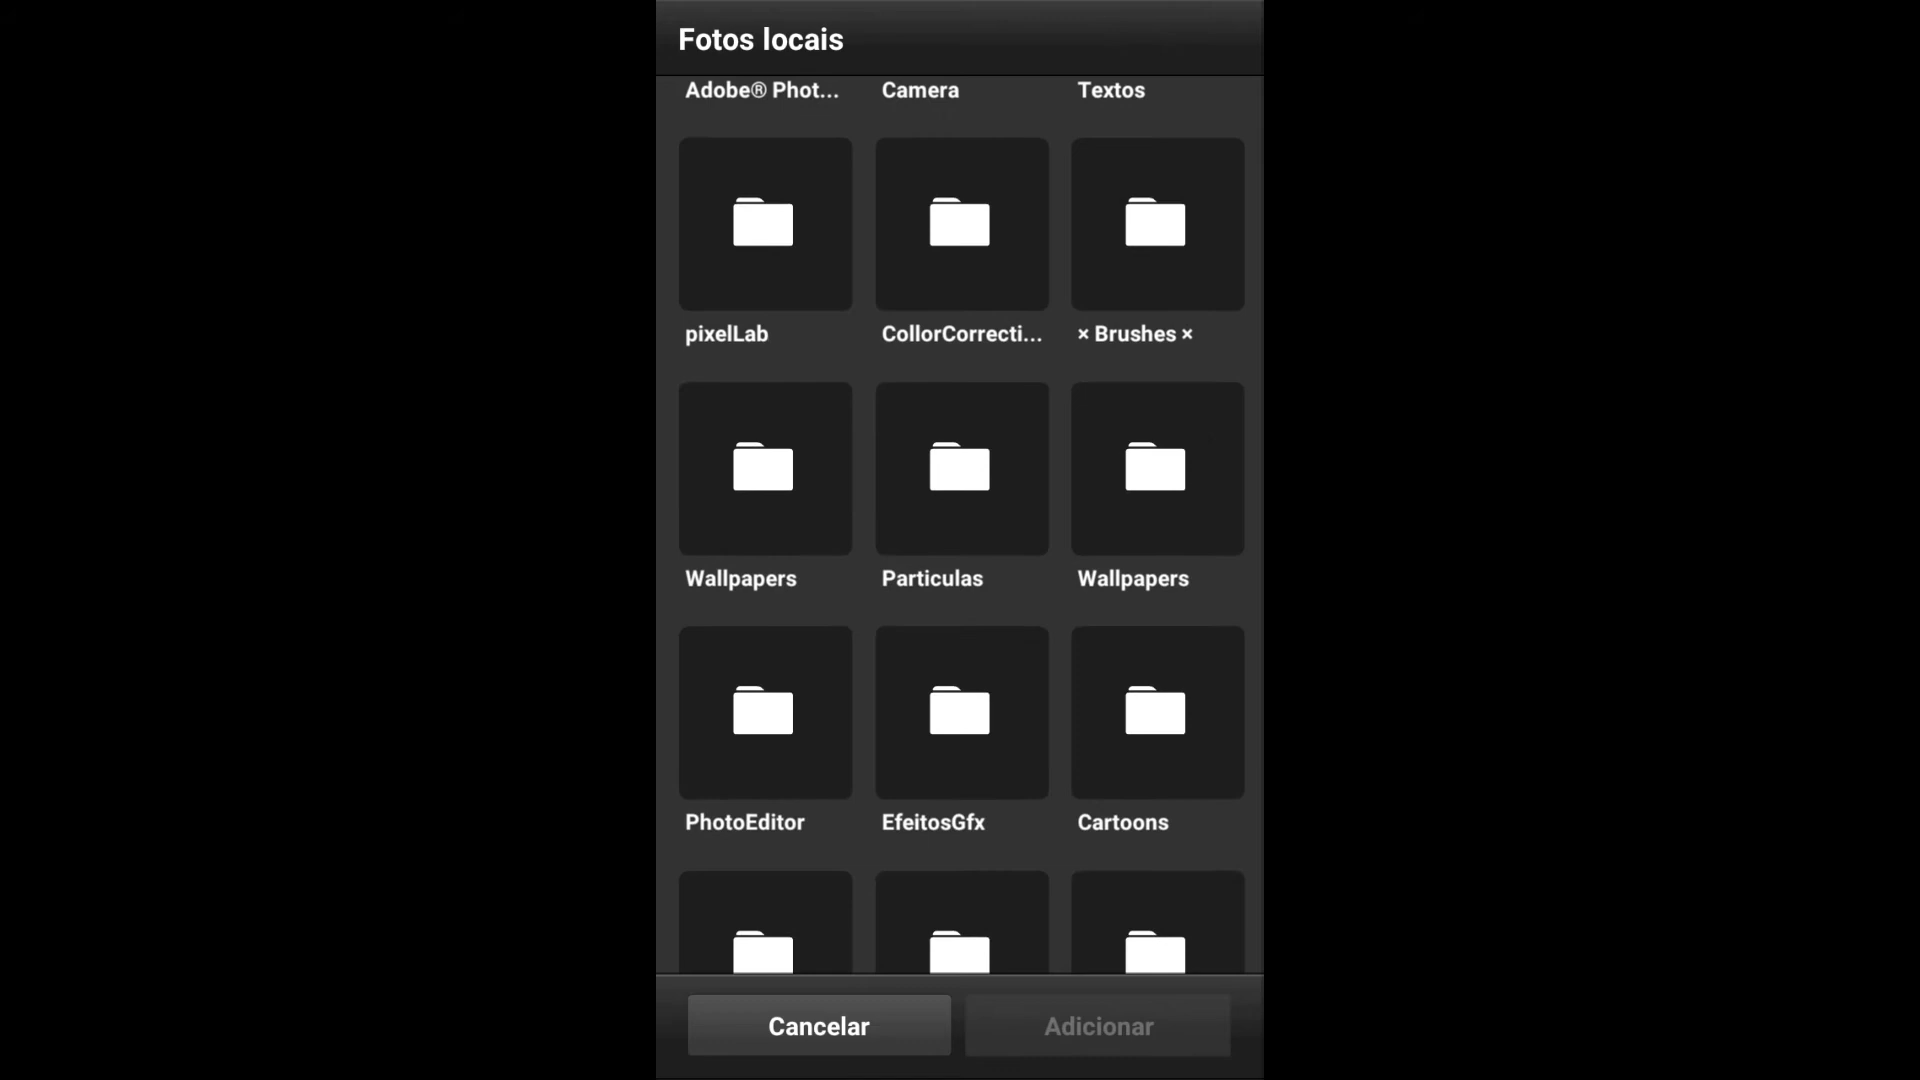 Fotos locais
Adobe® Phot... Camera Textos
pixelLab CollorCorrecti... × Brushes ×
Wallpapers Particulas Wallpapers
PhotoEditor EfeitosGfx Cartoons
Cancelar Adicionar